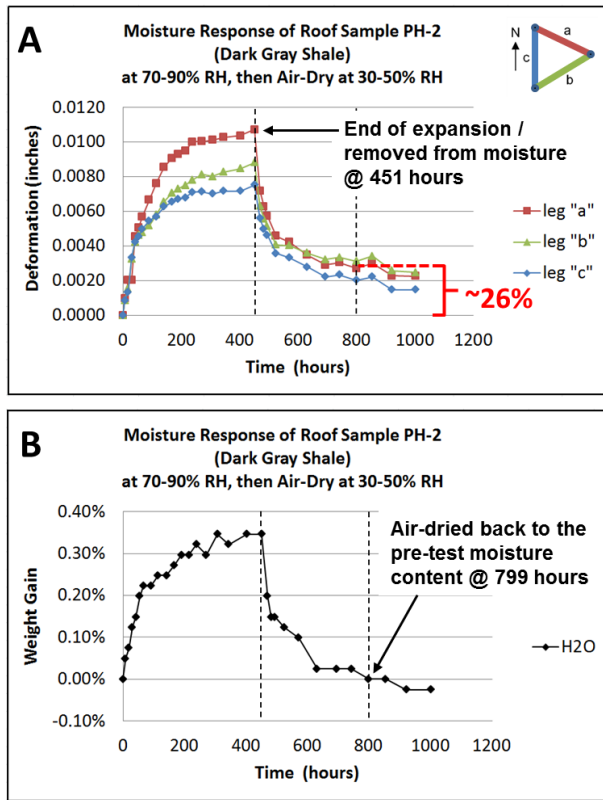 A
Moisture Response of Roof Sample PH-2
(Dark Gray Shale)
at 70-90% RH, then Air-Dry at 30-50% RH
N
a
c
b
Deformation (inches)
0.0120
0.0100
0.0080
0.0060
0.0040
0.0020
0.0000
End of expansion /
removed from moisture
@ 451 hours
leg "a"
leg "b"
leg "c"
~26%
0 200 400 600 800 1000 1200
Time (hours)
B
Moisture Response of Roof Sample PH-2
(Dark Gray Shale)
at 70-90% RH, then Air-Dry at 30-50% RH
Weight Gain
0.40%
0.30%
0.20%
0.10%
0.00%
-0.10%
Air-dried back to the
pre-test moisture
content @ 799 hours
H2O
0 200 400 600 800 1000 1200
Time (hours)